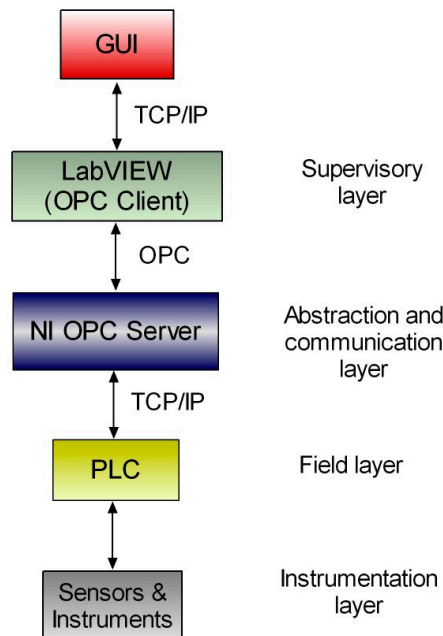 GUI
TCP/IP
LabVIEW
(OPC Client)
Supervisory
layer
OPC
NI OPC Server
Abstraction and
communication
layer
TCP/IP
PLC
Field layer
Sensors &
Instruments
Instrumentation
layer